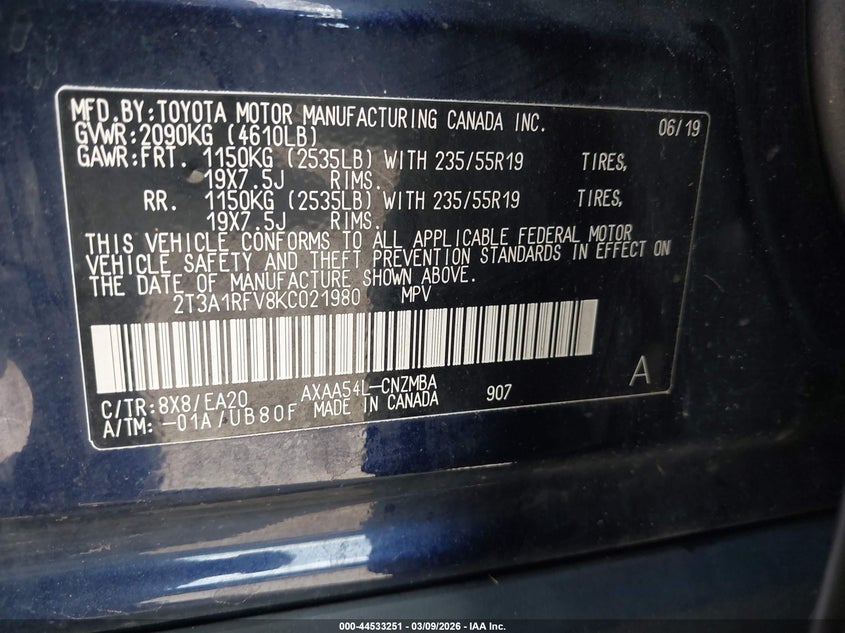 MFD.BY:TOYOTA MOTOR MANUFACTURING CANADA INC. 06/19
GVWR:2090KG (4610LB)
GAWR:FRT. 1150KG (2535LB) WITH 235/55R19 TIRES,
19X7.5J RIMS.
RR. 1150KG (2535LB) WITH 235/55R19 TIRES,
19X7.5J RIMS.
THIS VEHICLE CONFORMS TO ALL APPLICABLE FEDERAL MOTOR
VEHICLE SAFETY AND THEFT PREVENTION STANDARDS IN EFFECT ON
THE DATE OF MANUFACTURE SHOWN ABOVE.
2T3A1RFV8KC021980 MPV
C/TR:8X8/EA20 AXAA54L-CNZMBA 907 A
A/TM:-01A/UB80F MADE IN CANADA
000-44533251 | 03/09/2026 - IAA Inc.